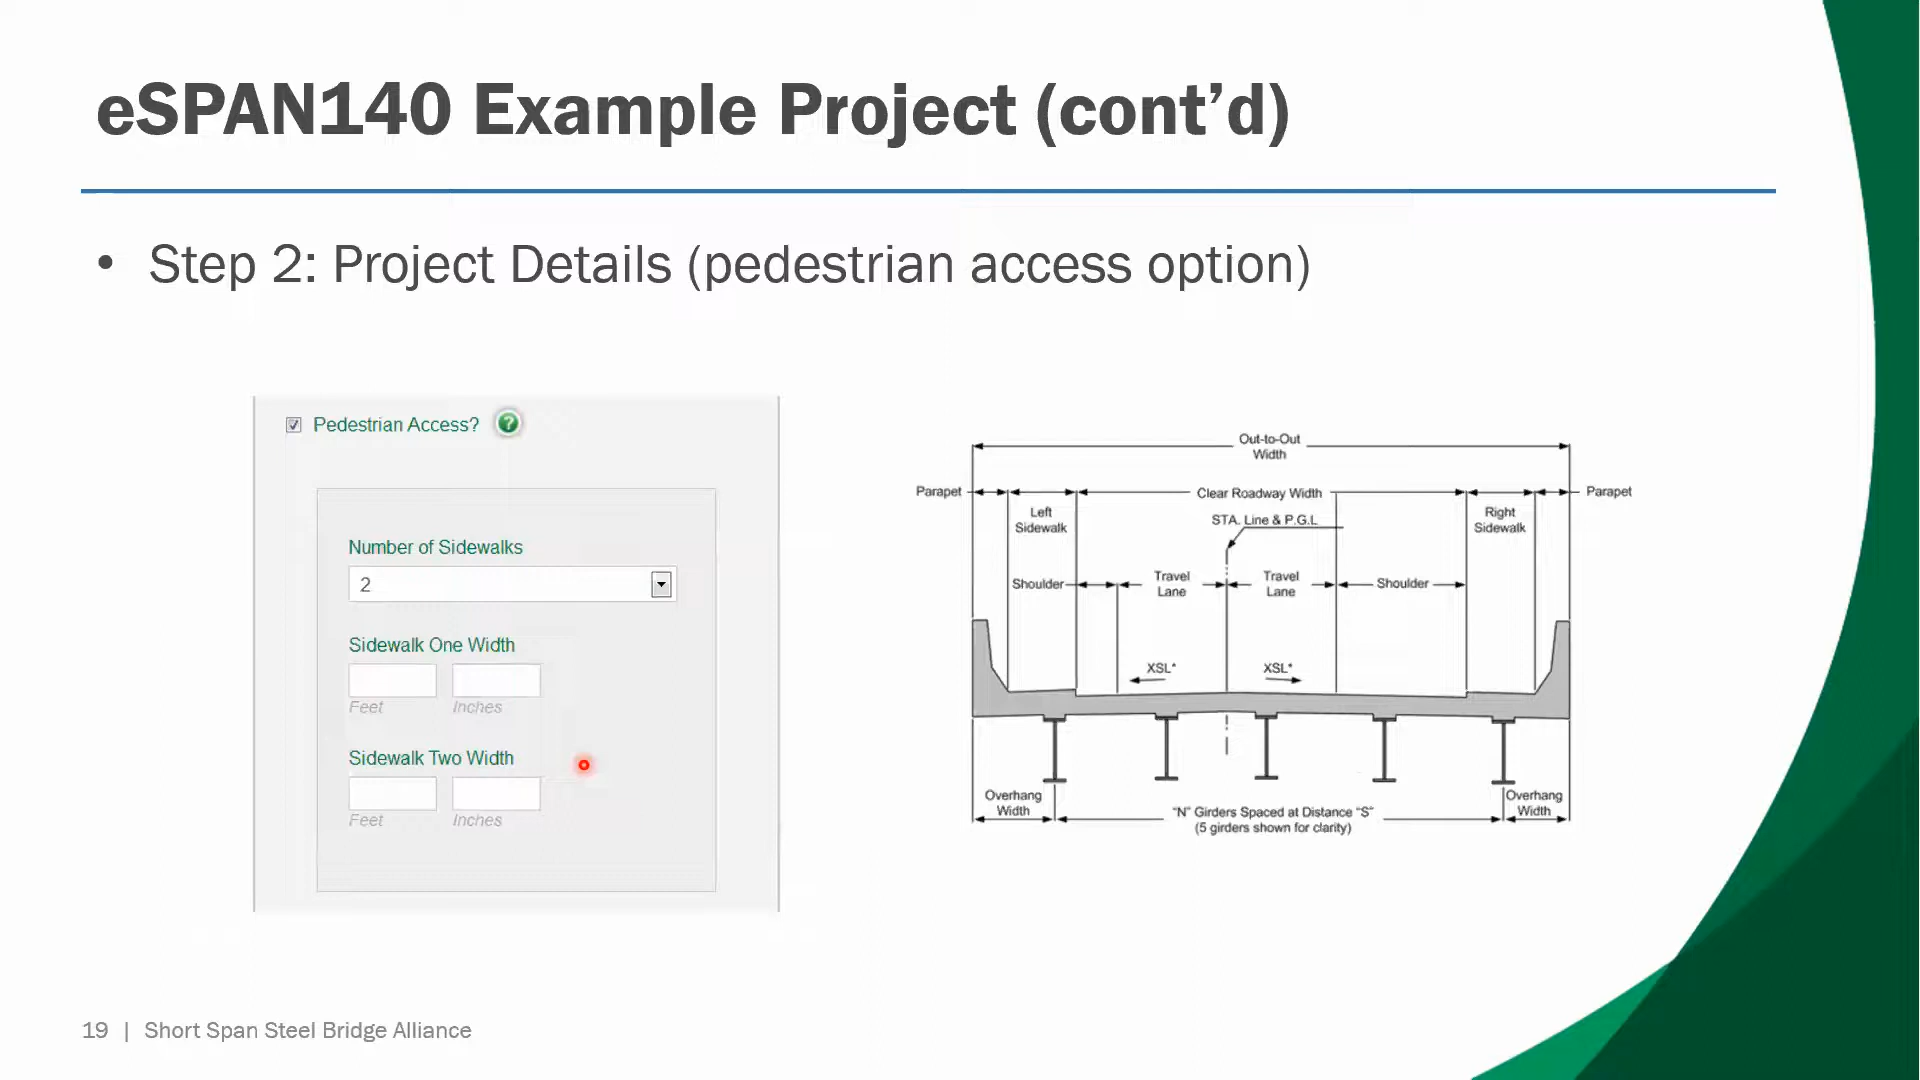 eSPAN140 Example Project (cont’d)
• Step 2: Project Details (pedestrian access option)
Pedestrian Access? ?
Number of Sidewalks
2
Sidewalk One Width
Feet Inches
Sidewalk Two Width
Feet Inches
Out-to-Out
Width
Parapet Clear Roadway Width Parapet
Left
Sidewalk
Right
Sidewalk
STA. Line & P.G.L
Shoulder
Travel
Lane
Travel
Lane
Shoulder
XSL* XSL*
Overhang
Width
"N" Girders Spaced at Distance "S"
(5 girders shown for clarity)
Overhang
Width
19 | Short Span Steel Bridge Alliance